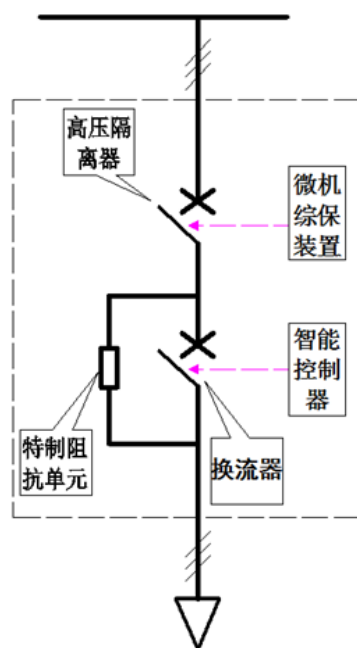 高压隔
离器
微机
综保
装置
智能
控制
器
特制阻
抗单元
换流器